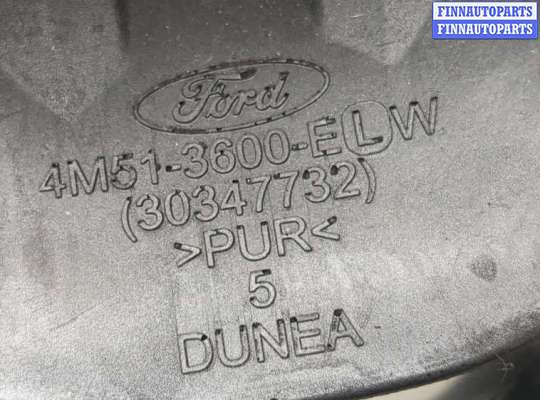 FINNAUTOPARTS
FINNAUTOPARTS
Ford
4M51-3600-ELW
(30347732)
>PUR<
5
DUNEA